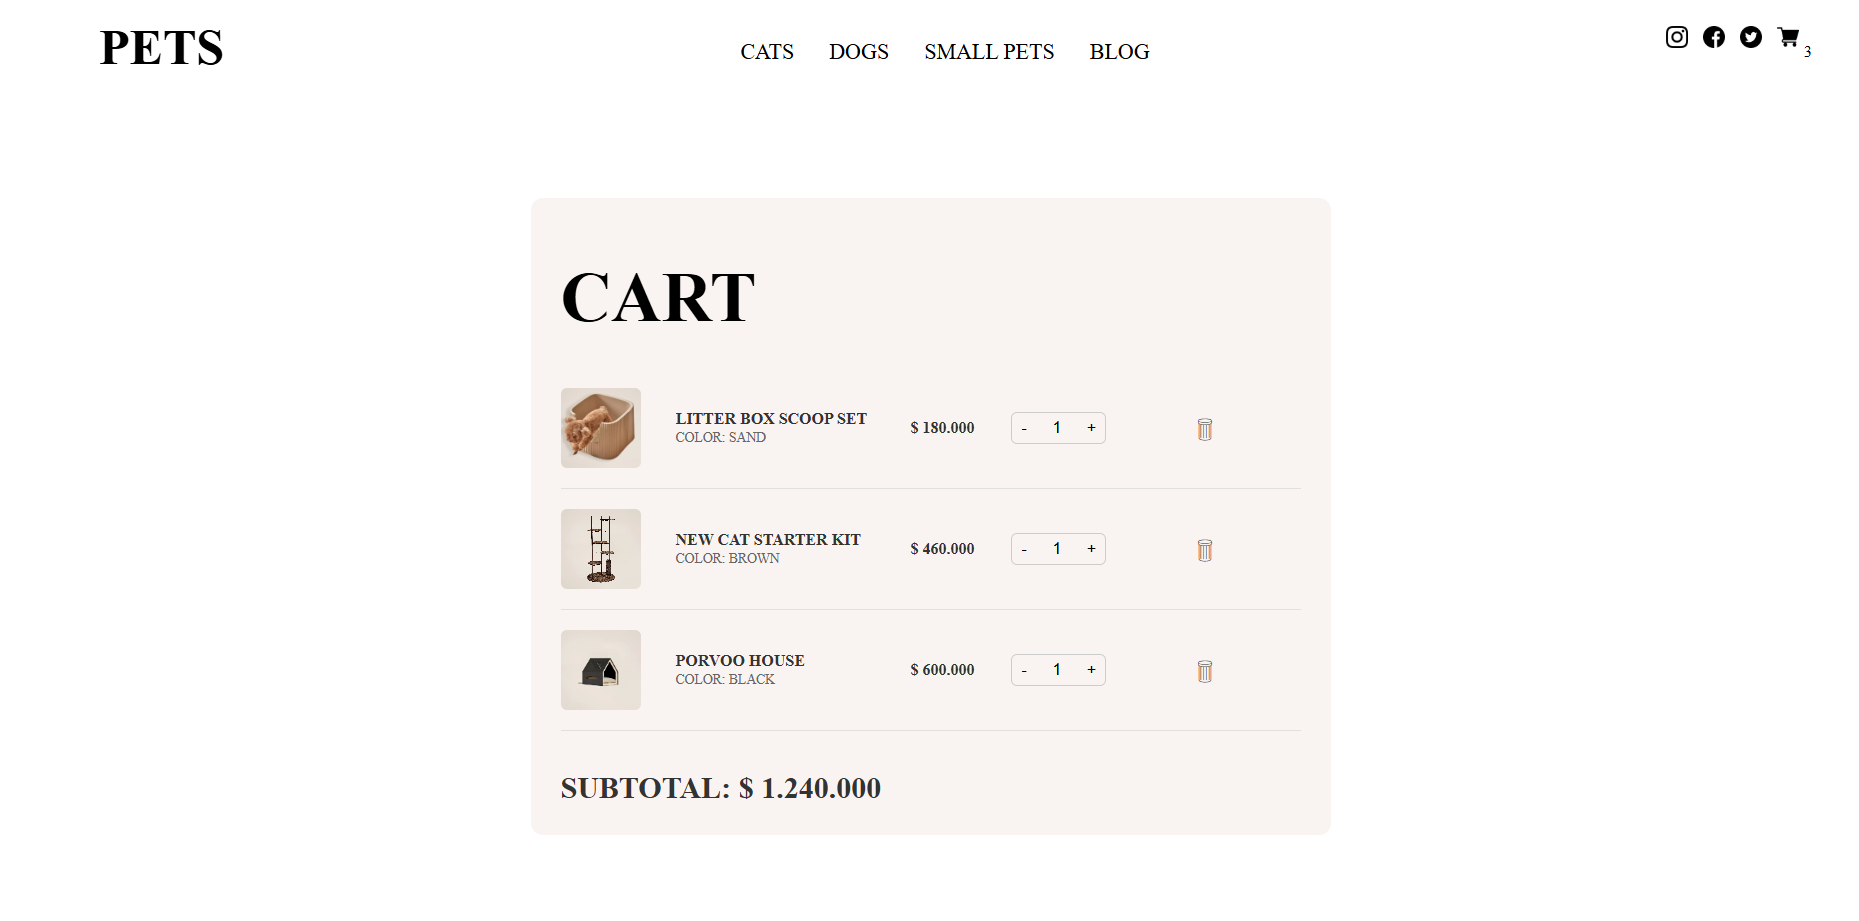 PETS
CATS DOGS SMALL PETS BLOG
3
CART
LITTER BOX SCOOP SET
COLOR: SAND
$ 180.000
- 1 +
NEW CAT STARTER KIT
COLOR: BROWN
$ 460.000
- 1 +
PORVOO HOUSE
COLOR: BLACK
$ 600.000
- 1 +
SUBTOTAL: $ 1.240.000